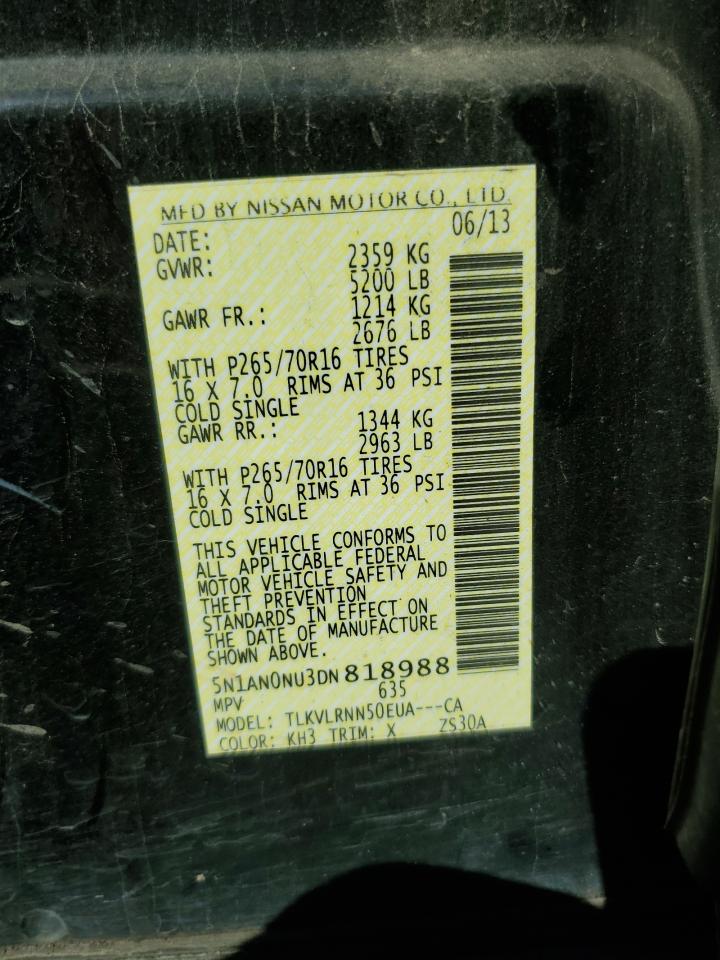 MFD BY NISSAN MOTOR CO., LTD.
DATE: 06/13
GVWR: 2359 KG
5200 LB
GAWR FR.: 1214 KG
2676 LB
WITH P265/70R16 TIRES
16 X 7.0 RIMS AT 36 PSI
COLD SINGLE
GAWR RR.: 1344 KG
2963 LB
WITH P265/70R16 TIRES
16 X 7.0 RIMS AT 36 PSI
COLD SINGLE
THIS VEHICLE CONFORMS TO
ALL APPLICABLE FEDERAL
MOTOR VEHICLE SAFETY AND
THEFT PREVENTION
STANDARDS IN EFFECT ON
THE DATE OF MANUFACTURE
SHOWN ABOVE.
5N1AN0NU3DN818988
MPV 635
MODEL: TLKVLRNN50EUA---CA
COLOR: KH3 TRIM: X ZS30A